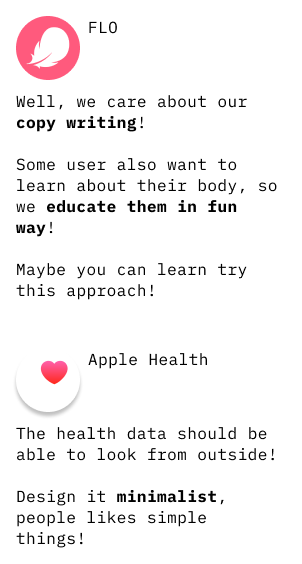 FLO
Well, we care about our
copy writing!
Some user also want to
learn about their body, so
we educate them in fun
way!
Maybe you can learn try
this approach!
Apple Health
The health data should be
able to look from outside!
Design it minimalist,
people likes simple
things!